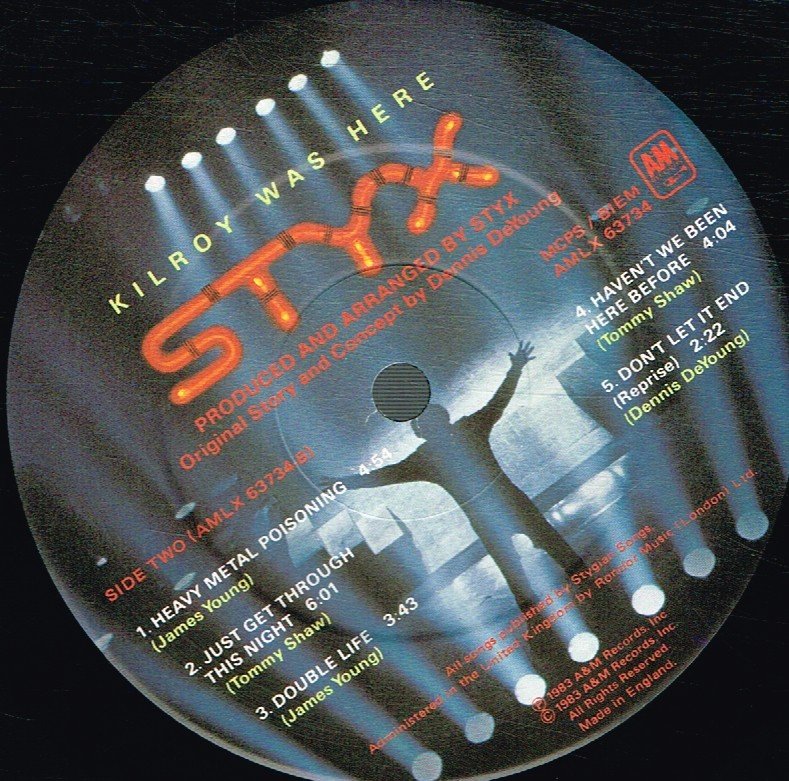 KILROY WAS HERE
STYX
PRODUCED AND ARRANGED BY STYX
Original Story and Concept by Dennis DeYoung
A&M
MCPS / BIEM
AMLX 63734
SIDE TWO (AMLX 63734-B)
1. HEAVY METAL POISONING 4:54
(James Young)
2. JUST GET THROUGH
THIS NIGHT 6:01
(Tommy Shaw)
3. DOUBLE LIFE 3:43
(James Young)
4. HAVEN'T WE BEEN
HERE BEFORE 4:04
(Tommy Shaw)
5. DON'T LET IT END
(Reprise) 2:22
(Dennis DeYoung)
All songs published by Stygian Songs.
Administered in the United Kingdom by Rondor Music (London) Ltd.
℗ 1983 A&M Records, Inc
© 1983 A&M Records, Inc.
All Rights Reserved.
Made in England.